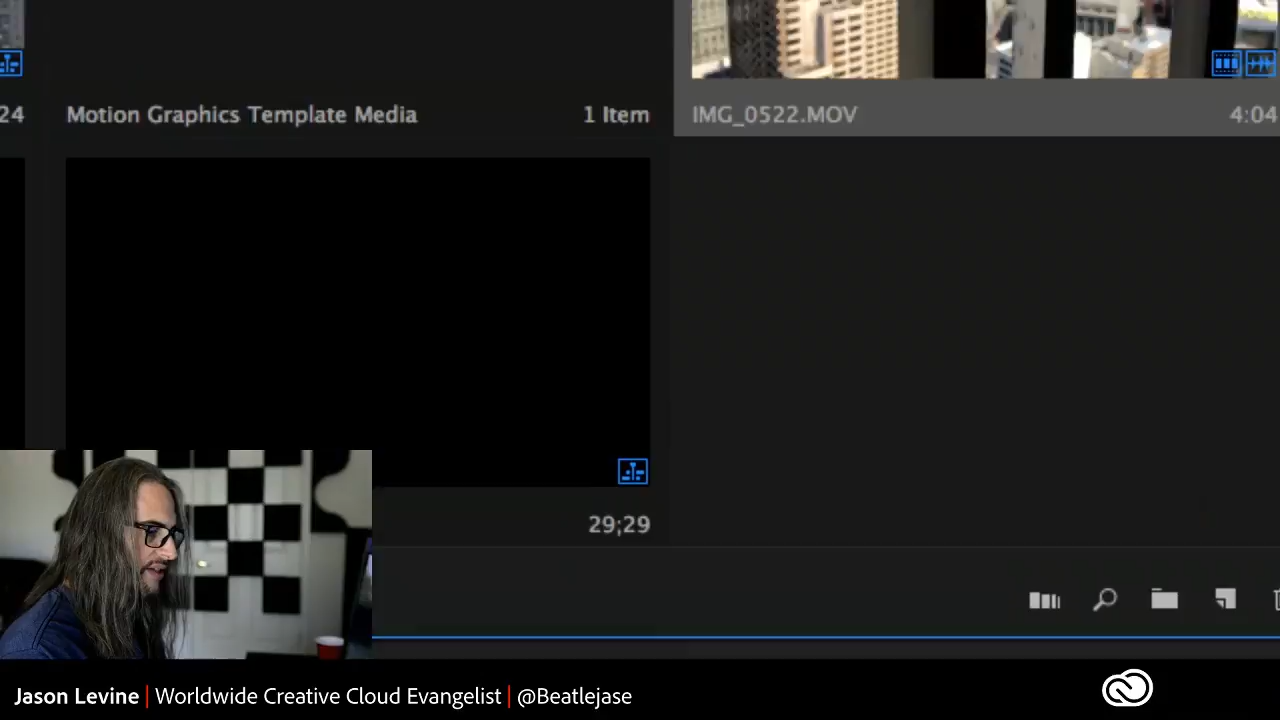 24
Motion Graphics Template Media 1 Item
IMG_0522.MOV 4:04
29;29
Jason Levine | Worldwide Creative Cloud Evangelist | @Beatlejase